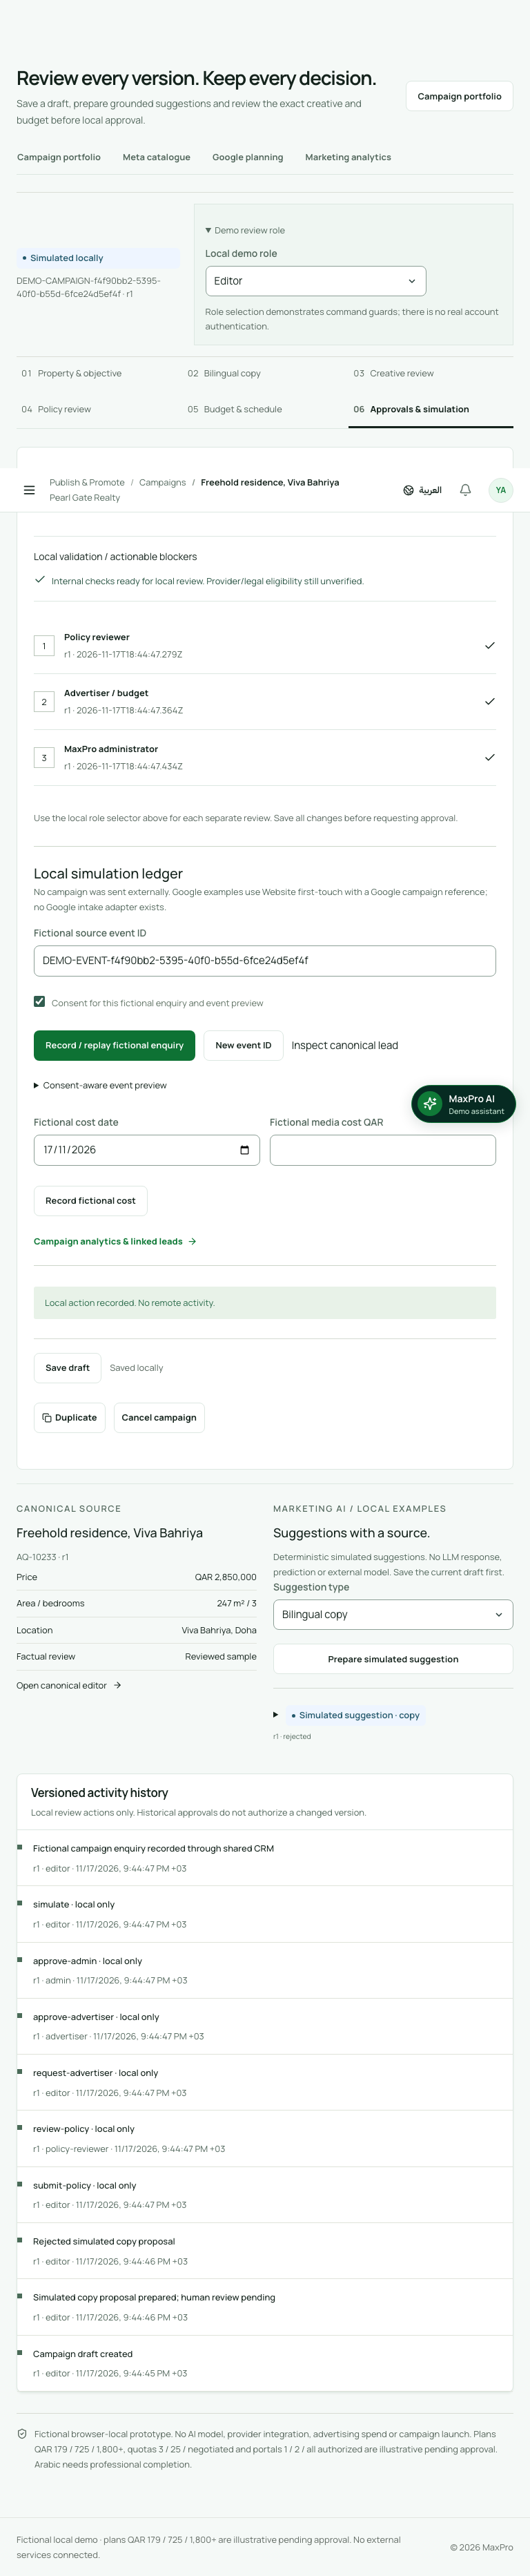 Review every version. Keep every decision.
Save a draft, prepare grounded suggestions and review the exact creative and
budget before local approval.
Campaign portfolio
Campaign portfolio
Meta catalogue
Google planning
Marketing analytics
Simulated locally
DEMO-CAMPAIGN-f4f90bb2-5395-
40f0-b55d-6fce24d5ef4f · r1
Demo review role
Local demo role
Editor
Role selection demonstrates command guards; there is no real account
authentication.
01 Property & objective
02 Bilingual copy
03 Creative review
04 Policy review
05 Budget & schedule
06 Approvals & simulation
Publish & Promote / Campaigns / Freehold residence, Viva Bahriya
Pearl Gate Realty
العربية
YA
Local validation / actionable blockers
Internal checks ready for local review. Provider/legal eligibility still unverified.
1
Policy reviewer
r1 · 2026-11-17T18:44:47.279Z
2
Advertiser / budget
r1 · 2026-11-17T18:44:47.364Z
3
MaxPro administrator
r1 · 2026-11-17T18:44:47.434Z
Use the local role selector above for each separate review. Save all changes before requesting approval.
Local simulation ledger
No campaign was sent externally. Google examples use Website first-touch with a Google campaign reference;
no Google intake adapter exists.
Fictional source event ID
DEMO-EVENT-f4f90bb2-5395-40f0-b55d-6fce24d5ef4f
Consent for this fictional enquiry and event preview
Record / replay fictional enquiry
New event ID
Inspect canonical lead
Consent-aware event preview
MaxPro AI
Demo assistant
Fictional cost date
Fictional media cost QAR
17/11/2026
Record fictional cost
Campaign analytics & linked leads
Local action recorded. No remote activity.
Save draft
Saved locally
Duplicate
Cancel campaign
CANONICAL SOURCE
Freehold residence, Viva Bahriya
AQ-10233 · r1
Price QAR 2,850,000
Area / bedrooms 247 m² / 3
Location Viva Bahriya, Doha
Factual review Reviewed sample
Open canonical editor
MARKETING AI / LOCAL EXAMPLES
Suggestions with a source.
Deterministic simulated suggestions. No LLM response,
prediction or external model. Save the current draft first.
Suggestion type
Bilingual copy
Prepare simulated suggestion
Simulated suggestion · copy
r1 · rejected
Versioned activity history
Local review actions only. Historical approvals do not authorize a changed version.
Fictional campaign enquiry recorded through shared CRM
r1 · editor · 11/17/2026, 9:44:47 PM +03
simulate · local only
r1 · editor · 11/17/2026, 9:44:47 PM +03
approve-admin · local only
r1 · admin · 11/17/2026, 9:44:47 PM +03
approve-advertiser · local only
r1 · advertiser · 11/17/2026, 9:44:47 PM +03
request-advertiser · local only
r1 · editor · 11/17/2026, 9:44:47 PM +03
review-policy · local only
r1 · policy-reviewer · 11/17/2026, 9:44:47 PM +03
submit-policy · local only
r1 · editor · 11/17/2026, 9:44:47 PM +03
Rejected simulated copy proposal
r1 · editor · 11/17/2026, 9:44:46 PM +03
Simulated copy proposal prepared; human review pending
r1 · editor · 11/17/2026, 9:44:46 PM +03
Campaign draft created
r1 · editor · 11/17/2026, 9:44:45 PM +03
Fictional browser-local prototype. No AI model, provider integration, advertising spend or campaign launch. Plans
QAR 179 / 725 / 1,800+, quotas 3 / 25 / negotiated and portals 1 / 2 / all authorized are illustrative pending approval.
Arabic needs professional completion.
Fictional local demo · plans QAR 179 / 725 / 1,800+ are illustrative pending approval. No external
services connected.
© 2026 MaxPro